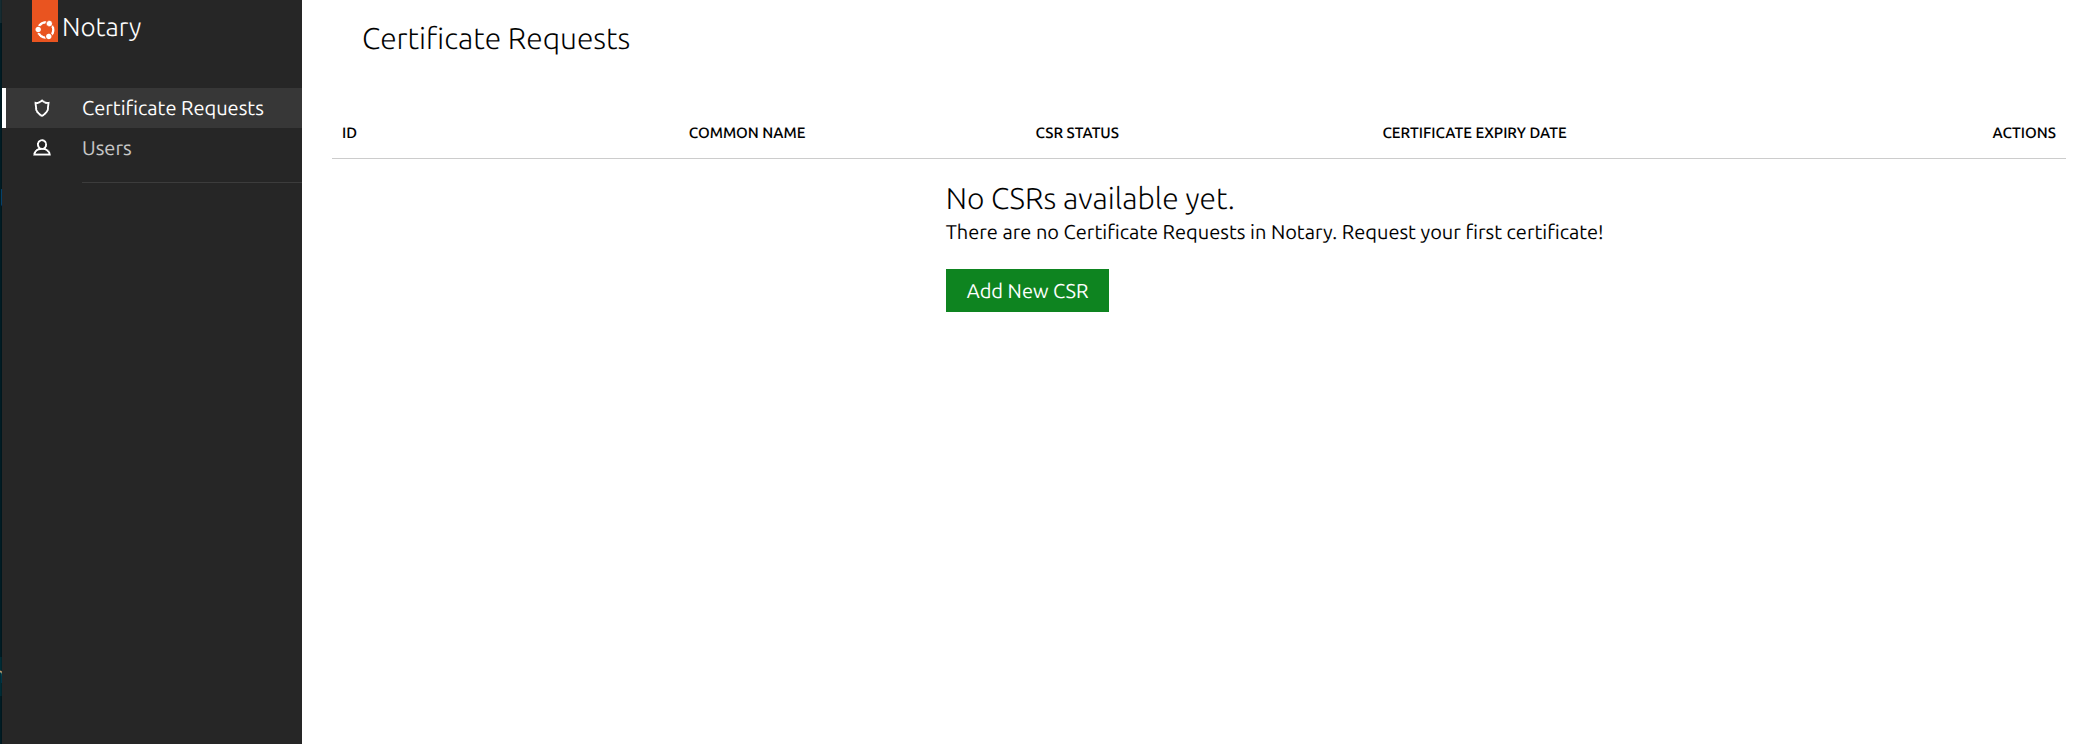 Notary
Certificate Requests
Users
Certificate Requests
ID COMMON NAME CSR STATUS CERTIFICATE EXPIRY DATE ACTIONS
No CSRs available yet.
There are no Certificate Requests in Notary. Request your first certificate!
Add New CSR